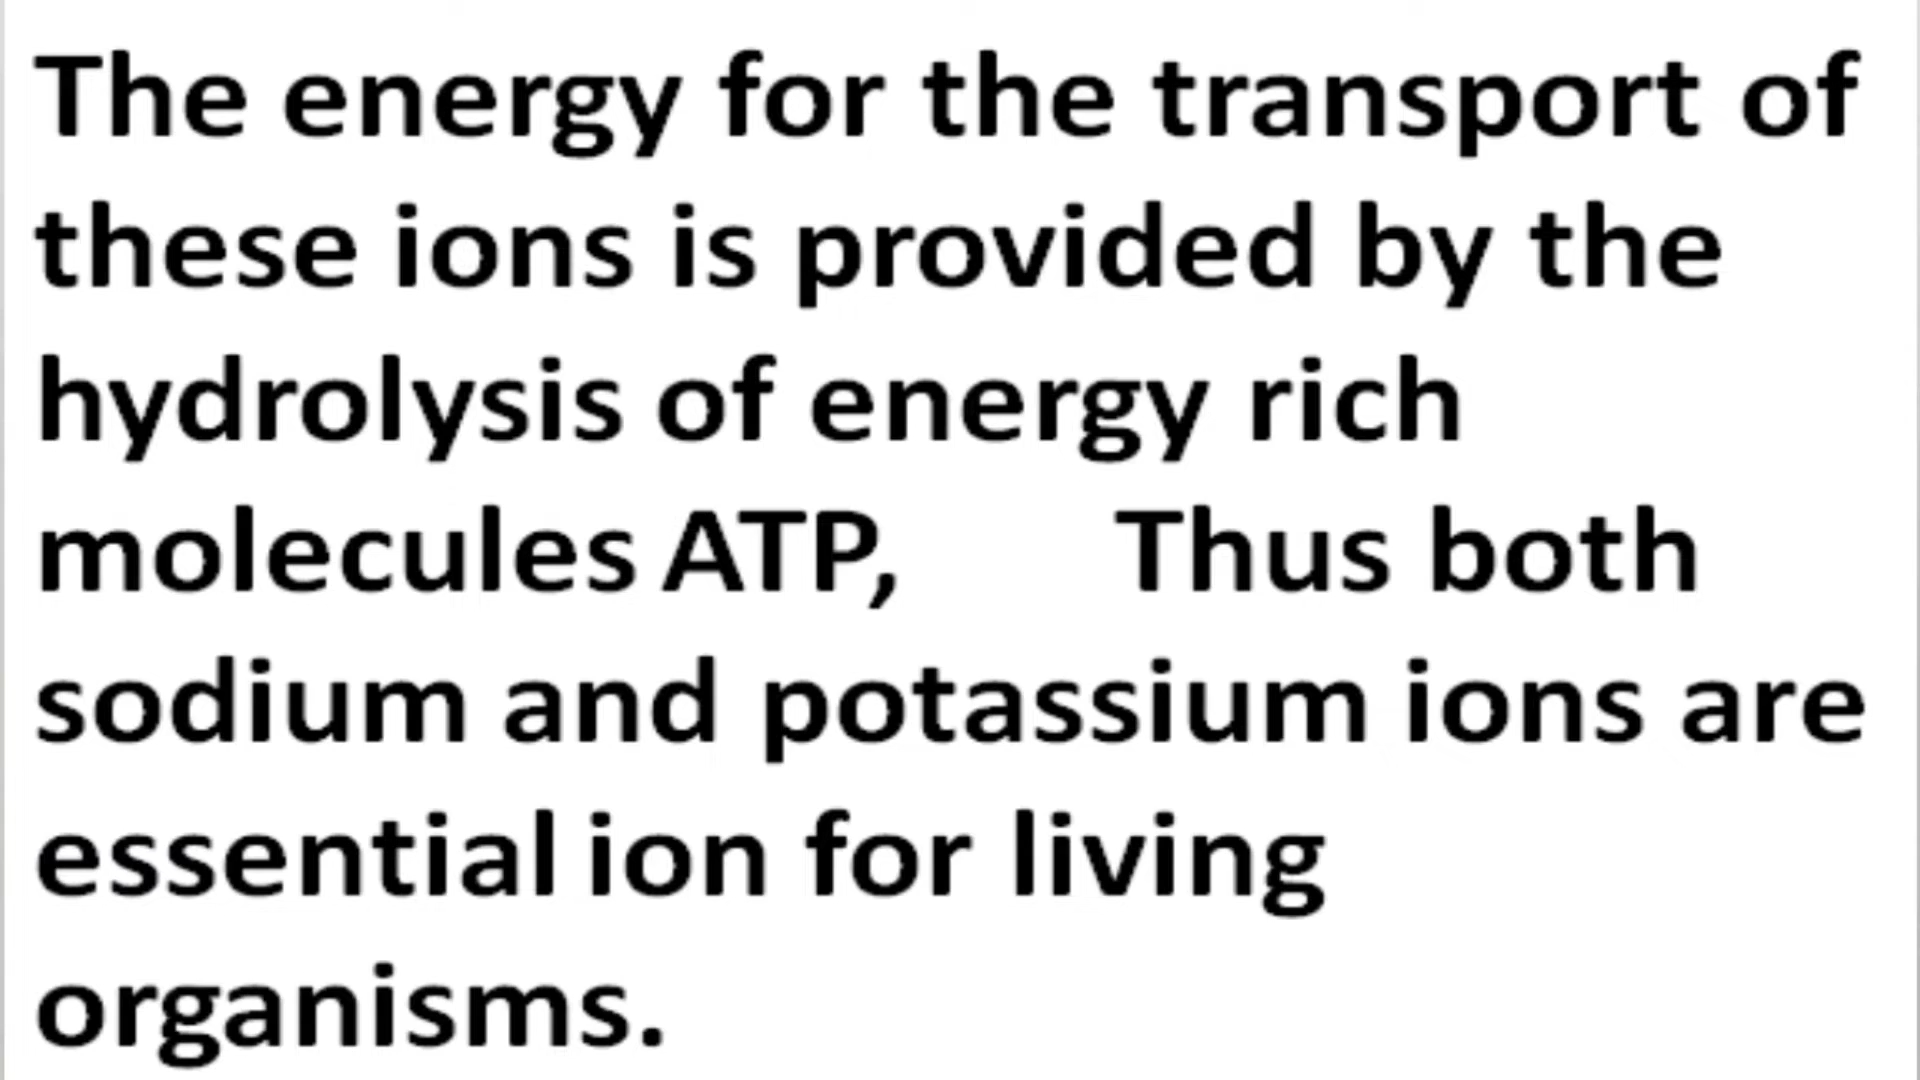 The energy for the transport of
these ions is provided by the
hydrolysis of energy rich
molecules ATP, Thus both
sodium and potassium ions are
essential ion for living
organisms.